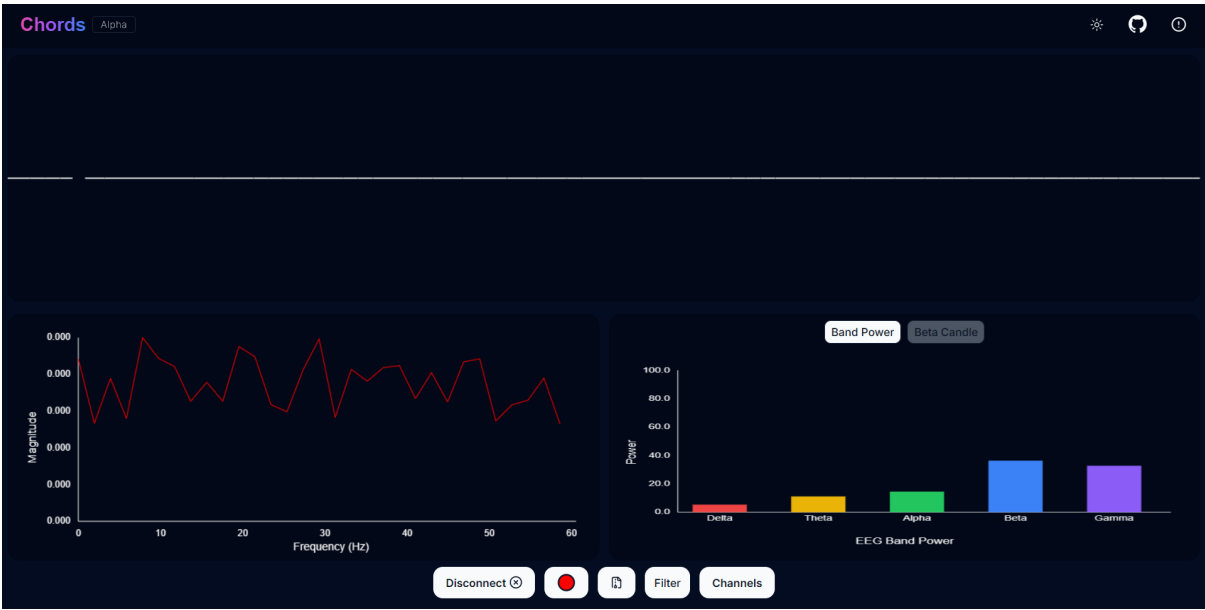 Chords Alpha
0.000
0.000
0.000
0.000
0.000
0.000
Magnitude
0 10 20 30 40 50 60
Frequency (Hz)
Band Power Beta Candle
100.0
80.0
60.0
40.0
20.0
0.0
Power
Delta Theta Alpha Beta Gamma
EEG Band Power
Disconnect Filter Channels